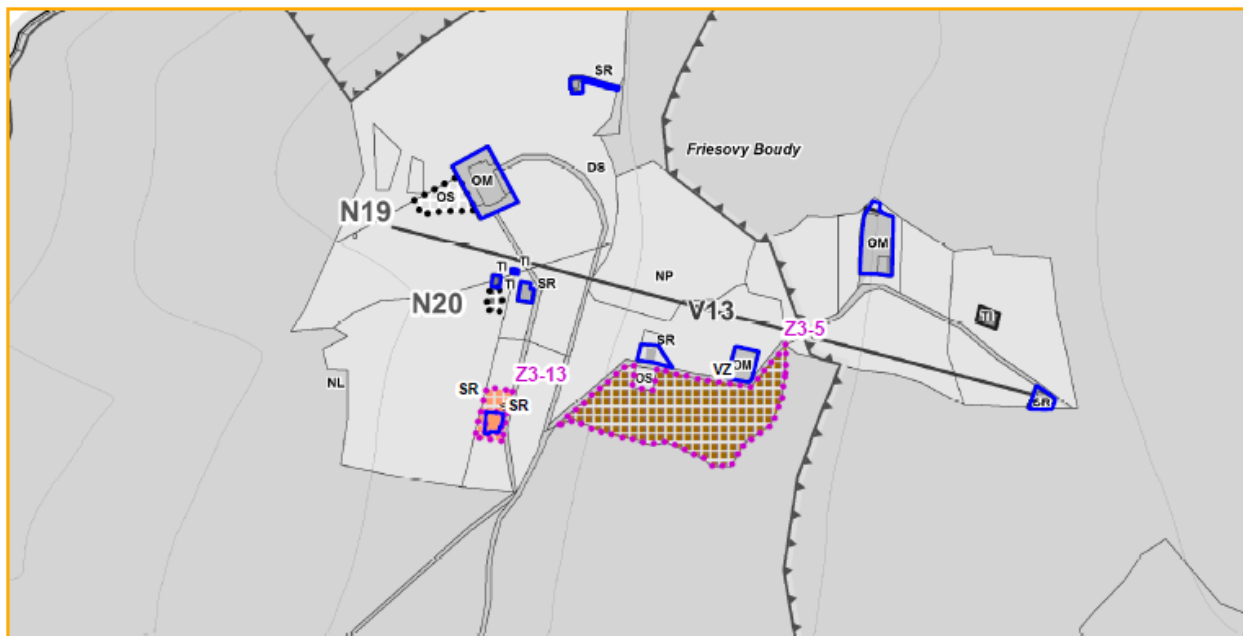 SR
Friesovy Boudy
DS
OM
OS
N19
OM
TI
TI
TI
SR
NP
N20
V13
TI
Z3-5
SR
VZ
OM
Z3-13
OS
NL
SR
SR
SR